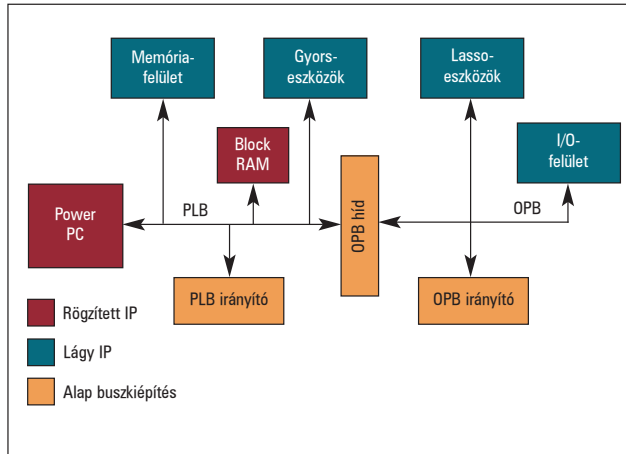 Memória-
felület
Gyors-
eszközök
Lasso-
eszközök
I/O-
felület
Block
RAM
Power
PC
PLB
OPB híd
OPB
PLB irányító
OPB irányító
Rögzített IP
Lágy IP
Alap buszkiépítés